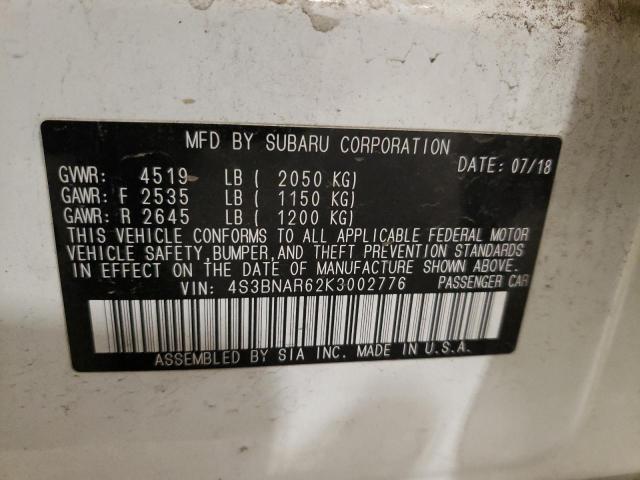 MFD BY SUBARU CORPORATION
DATE: 07/18
GVWR: 4519 LB ( 2050 KG)
GAWR: F 2535 LB ( 1150 KG)
GAWR: R 2645 LB ( 1200 KG)
THIS VEHICLE CONFORMS TO ALL APPLICABLE FEDERAL MOTOR
VEHICLE SAFETY, BUMPER, AND THEFT PREVENTION STANDARDS
IN EFFECT ON THE DATE OF MANUFACTURE SHOWN ABOVE.
VIN: 4S3BNAR62K3002776 PASSENGER CAR
ASSEMBLED BY SIA INC. MADE IN U.S.A.